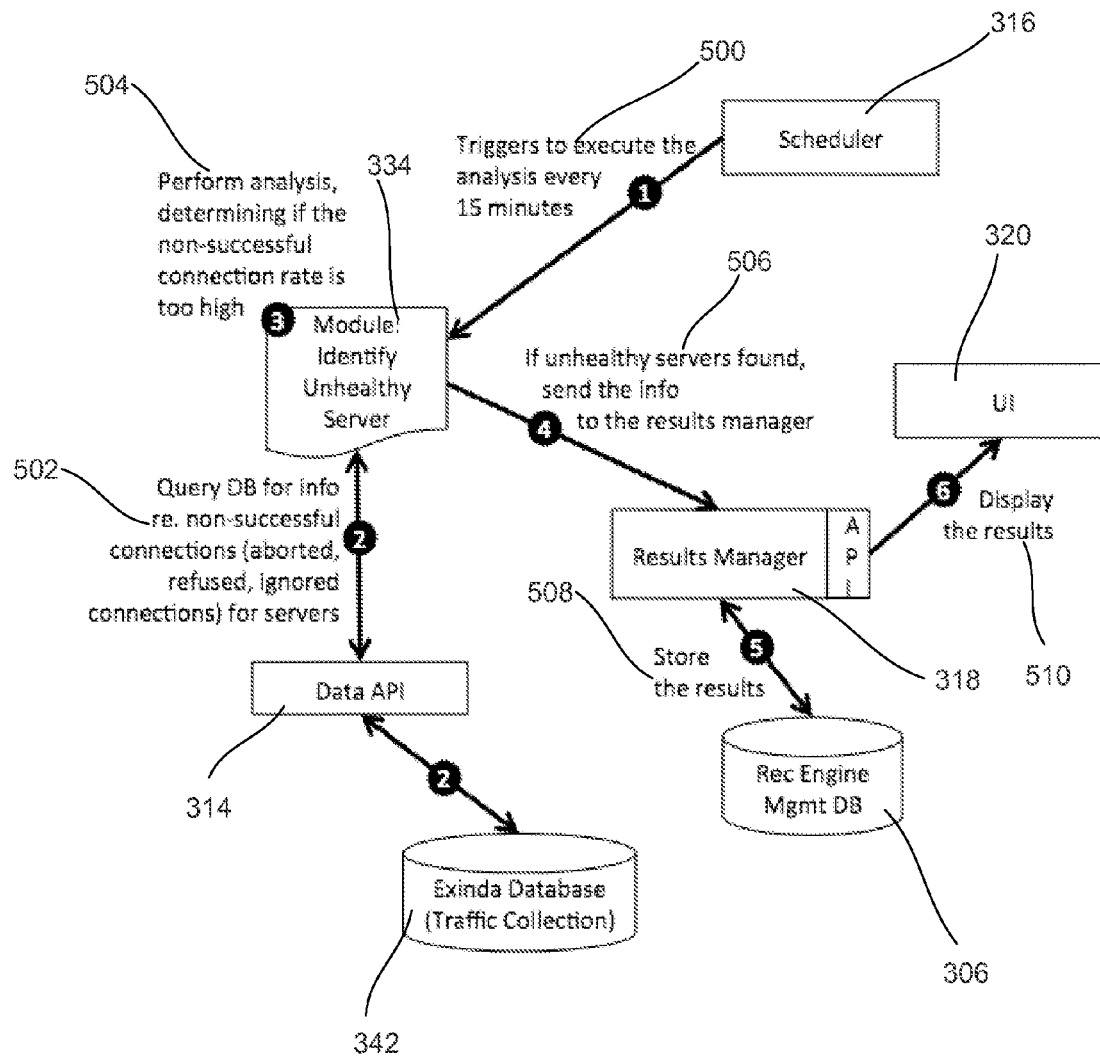 316
500
504
Scheduler
Triggers to execute the
analysis every
15 minutes
1
334
Perform analysis,
determining if the
non-successful
connection rate is
too high
320
506
3
Module:
Identify
Unhealthy
Server
If unhealthy servers found,
send the info
to the results manager
4
UI
502
Query DB for info
re. non-successful
connections (aborted,
refused, ignored
connections) for servers
2
6
Display
the results
Results Manager
A
P
I
508
5
Store
the results
318
510
Data API
314
2
Rec Engine
Mgmt DB
306
Exinda Database
(Traffic Collection)
342